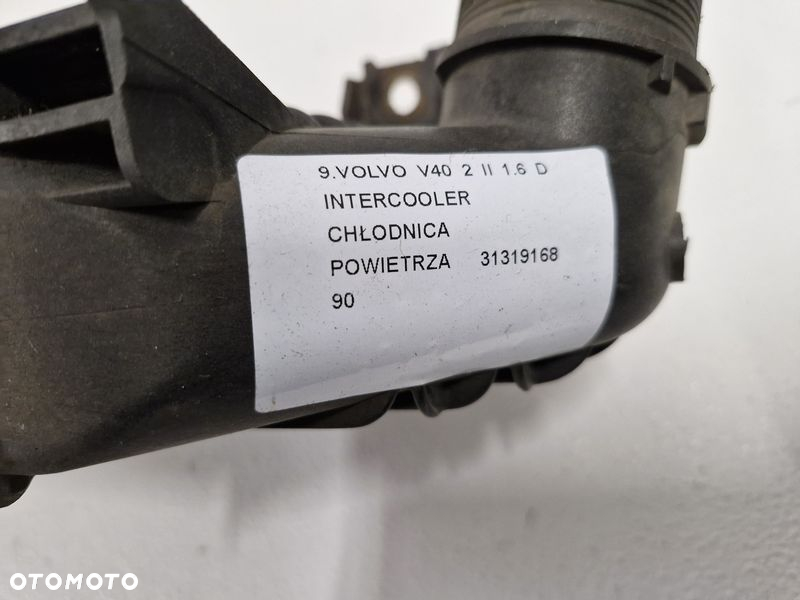 9.VOLVO V40 2 II 1.6 D
INTERCOOLER
CHŁODNICA
POWIETRZA 31319168
90
OTOMOTO